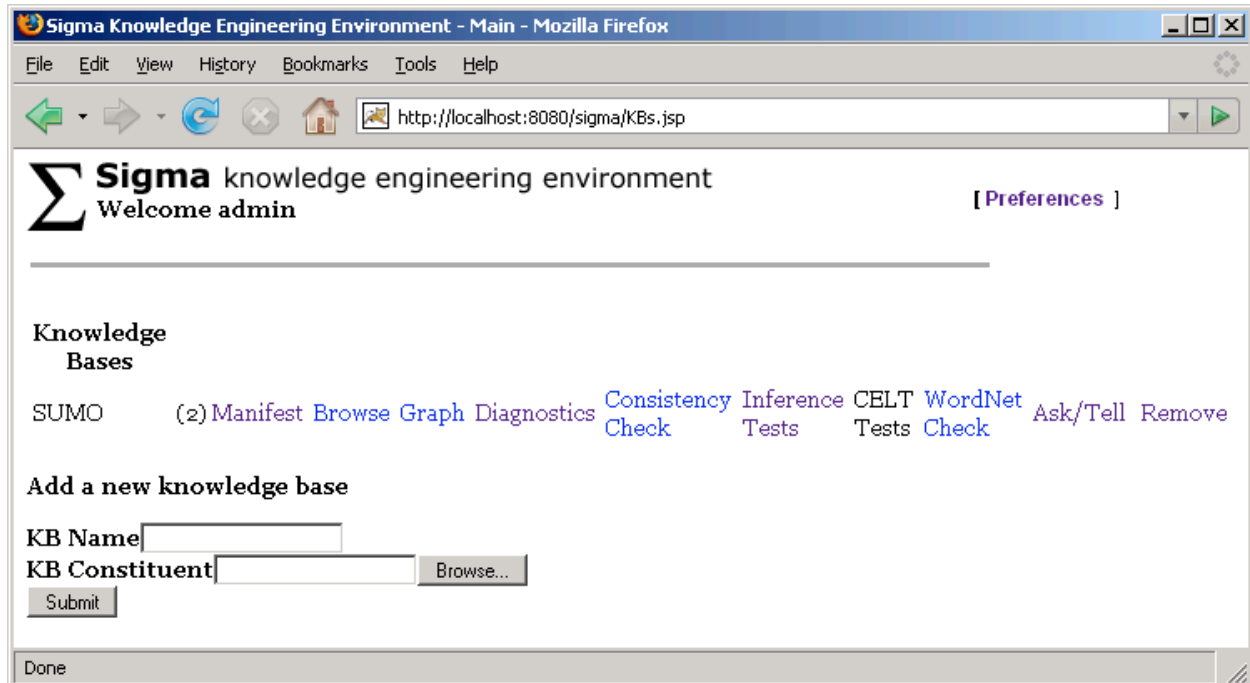 Sigma Knowledge Engineering Environment - Main - Mozilla Firefox
File Edit View History Bookmarks Tools Help
http://localhost:8080/sigma/KBs.jsp
Σ Sigma knowledge engineering environment
Welcome admin
[ Preferences ]
Knowledge
Bases
SUMO (2) Manifest Browse Graph Diagnostics Consistency Check Inference Tests CELT Tests WordNet Check Ask/Tell Remove
Add a new knowledge base
KB Name
KB Constituent Browse...
Submit
Done